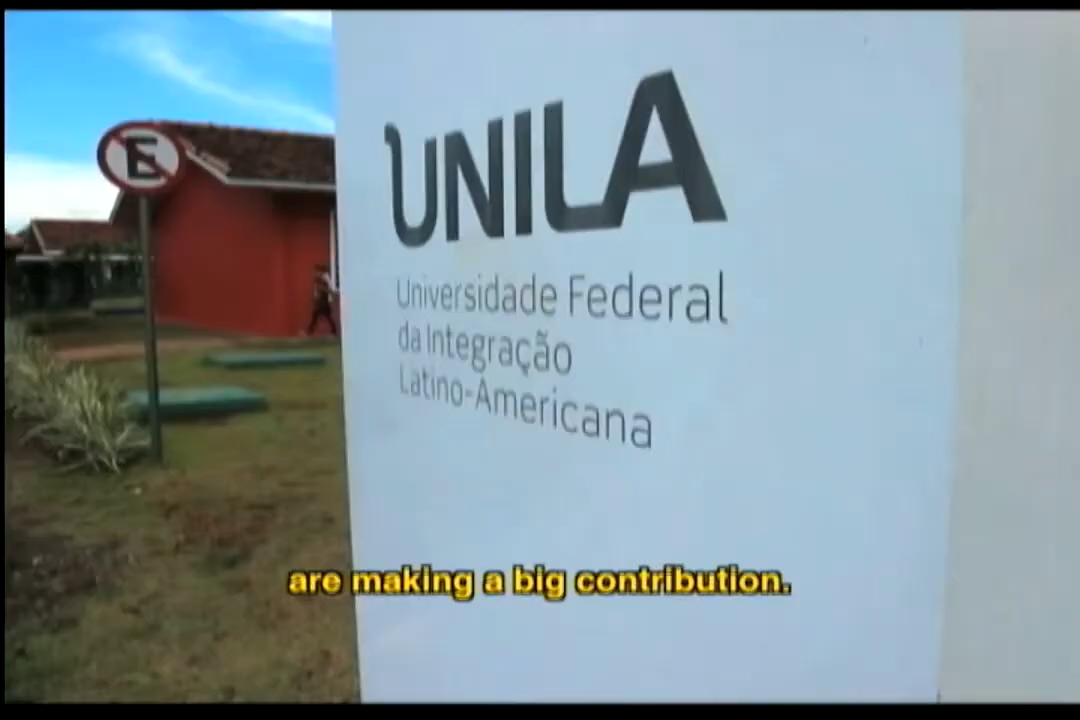 E
UNILA
Universidade Federal
da Integração
Latino-Americana
are making a big contribution.